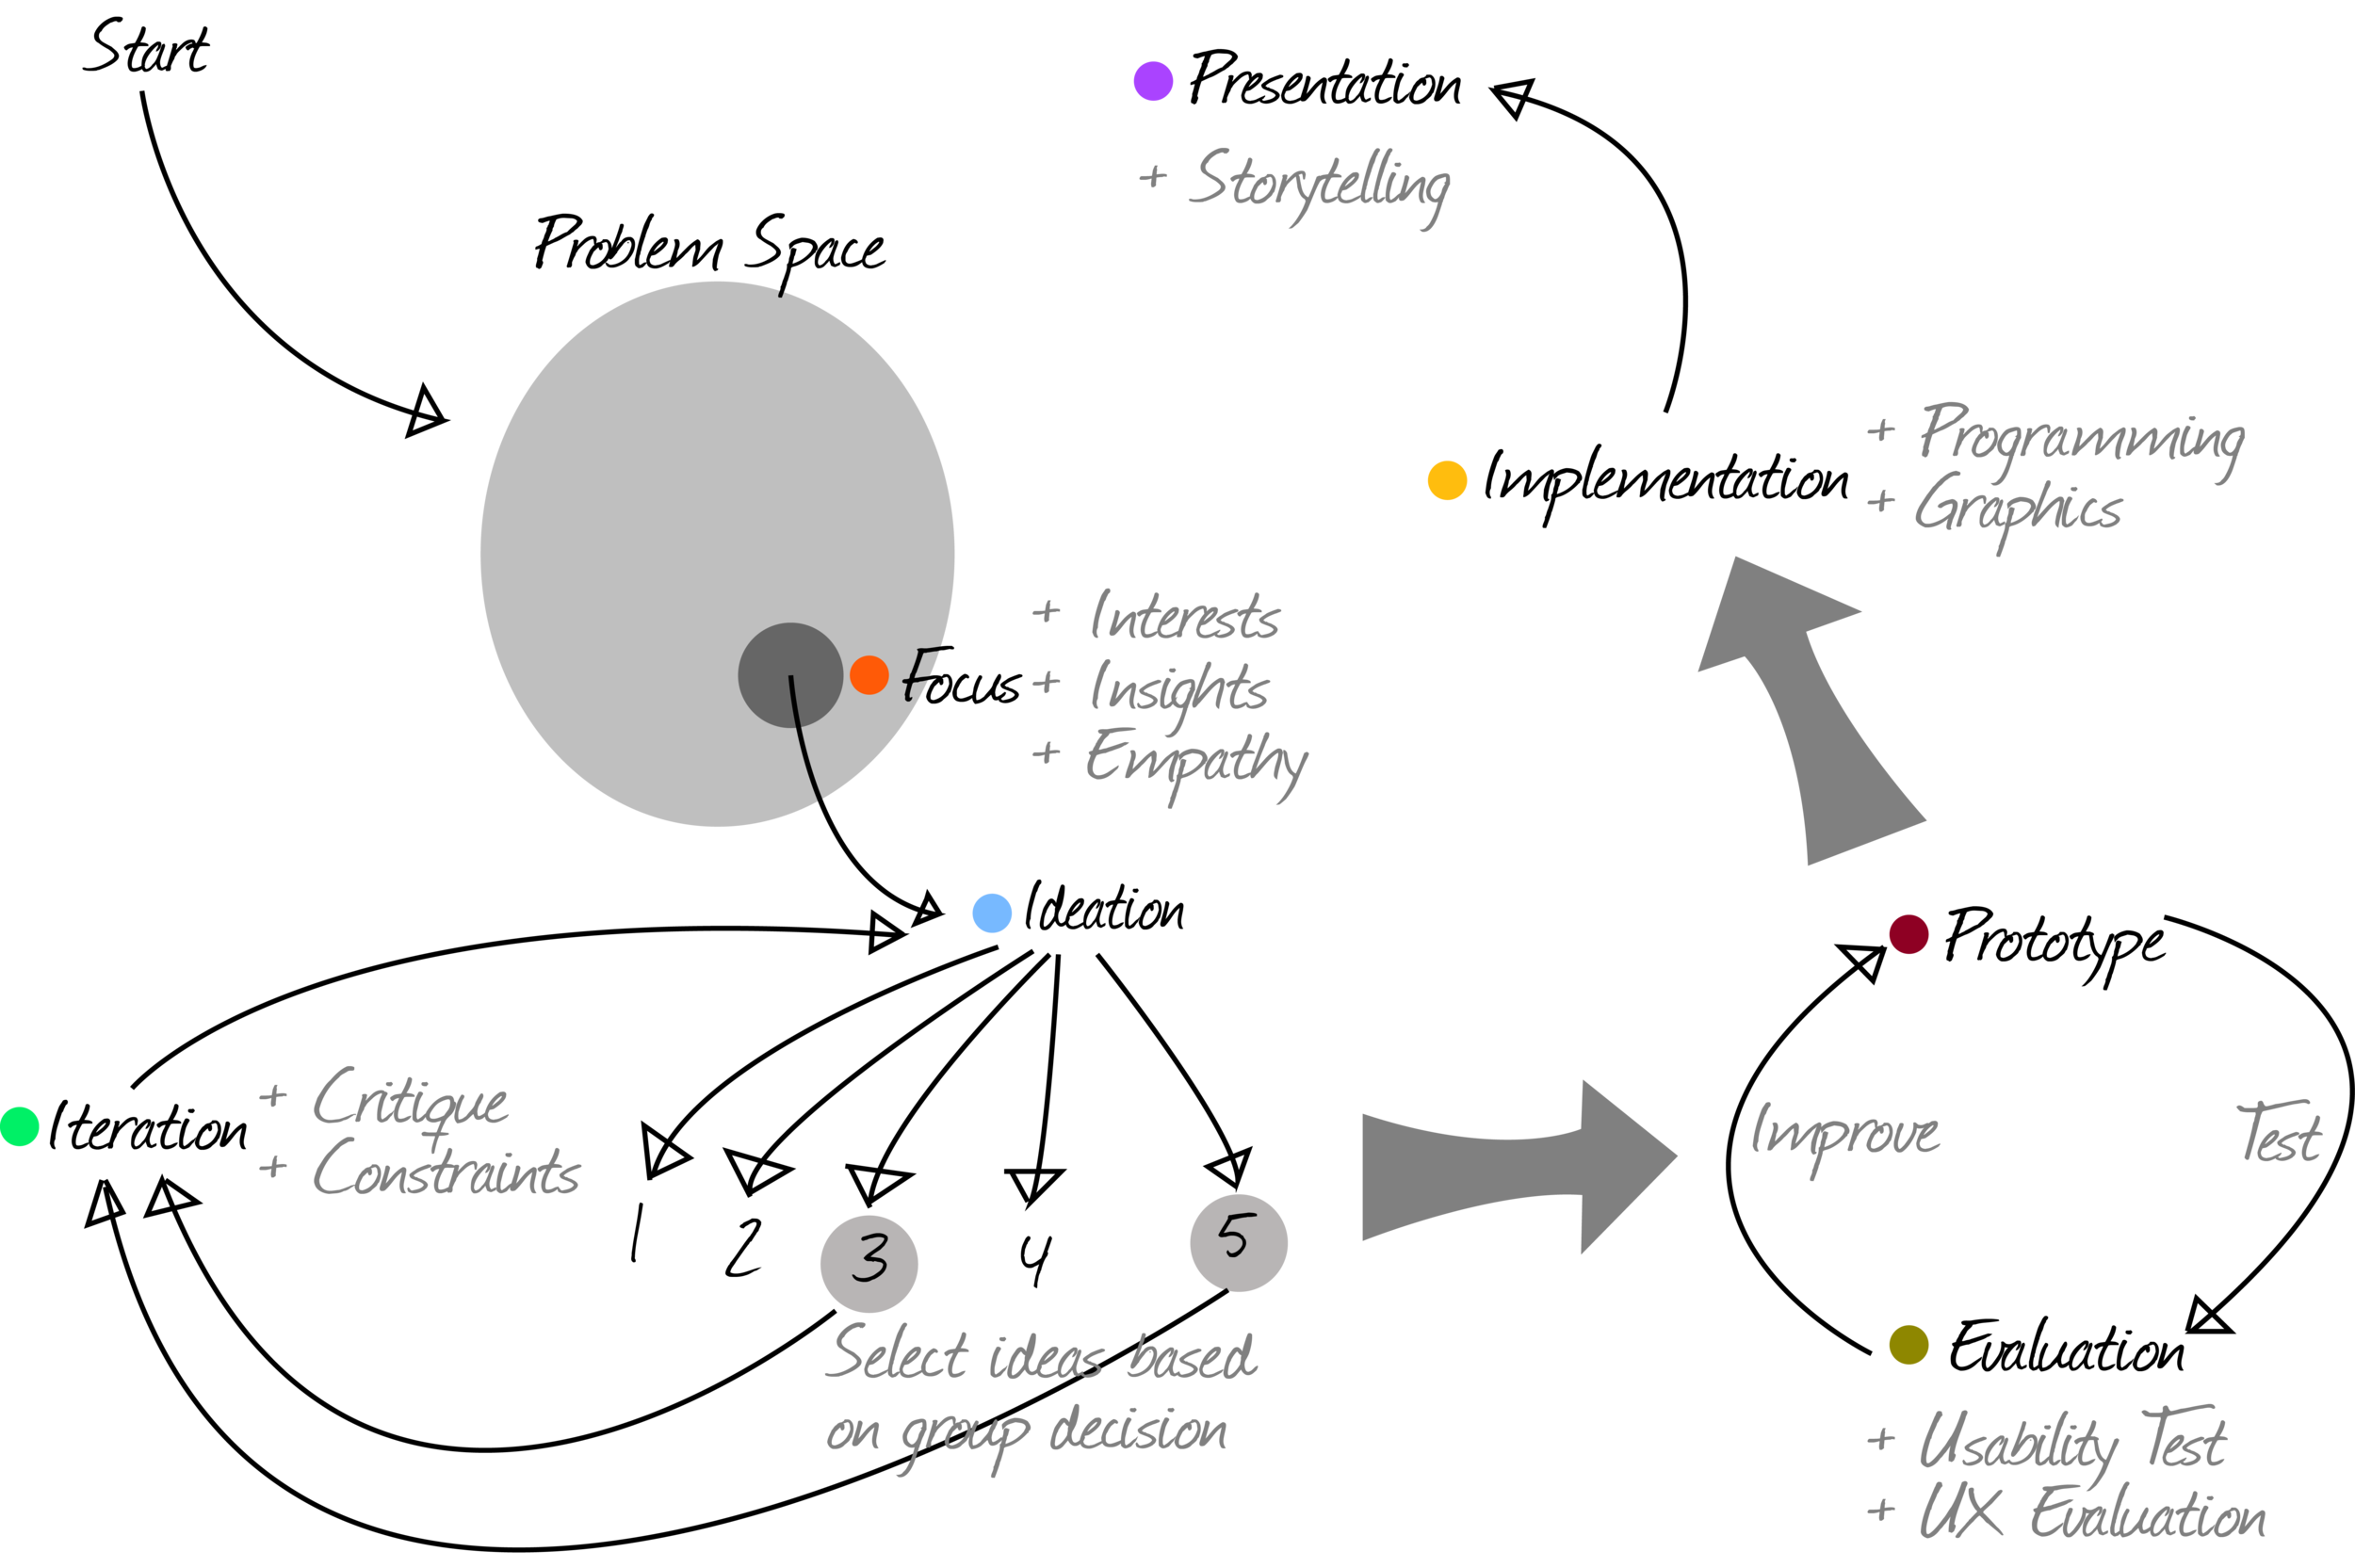 Start
Problem Space
Focus
+ Interests
+ Insights
+ Empathy
Ideation
Iteration
+ Critique
+ Constraints
1
2
3
4
5
Select ideas based
on group decision
Prototype
Improve
Test
Evaluation
+ Usability Test
+ UX Evaluation
Implementation
+ Programming
+ Graphics
Presentation
+ Storytelling